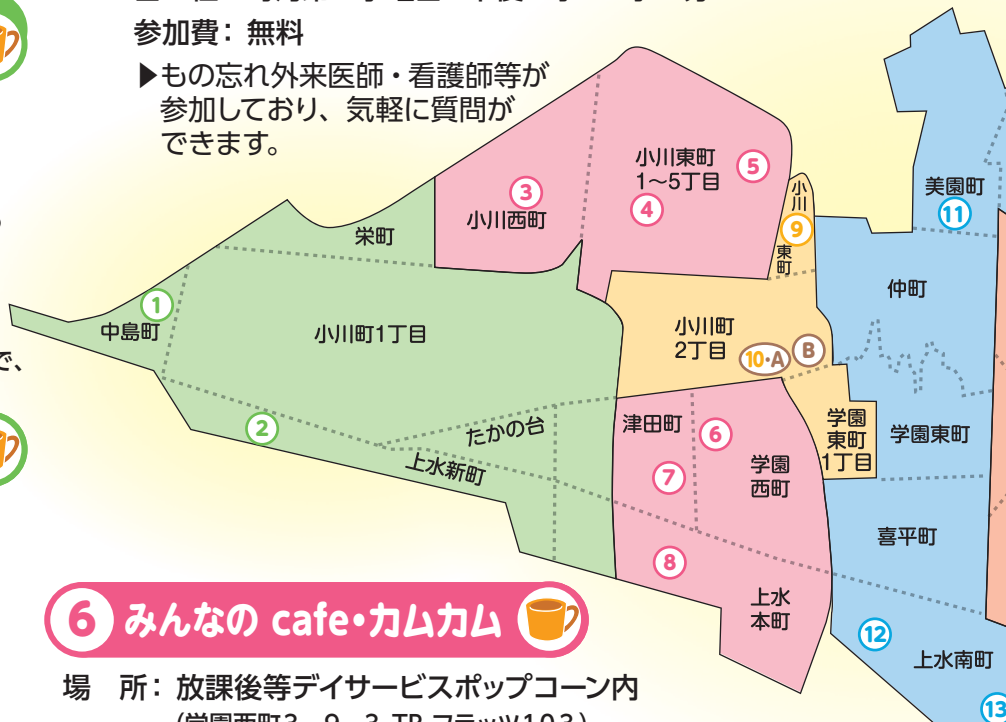 参加費：無料
▶もの忘れ外来医師・看護師等が
参加しており、気軽に質問が
できます。
で、
小川東町
1〜5丁目
5
3
4
小川西町
小川
9
東町
美園町
11
栄町
仲町
1
中島町
小川町1丁目
小川町
2丁目
10・A
B
2
たかの台
上水新町
津田町
6
7
学園
西町
学園
東町
1丁目
学園東町
喜平町
8
上水
本町
12
上水南町
13
6 みんなの cafe・カムカム
場　所：放課後等デイサービスポップコーン内